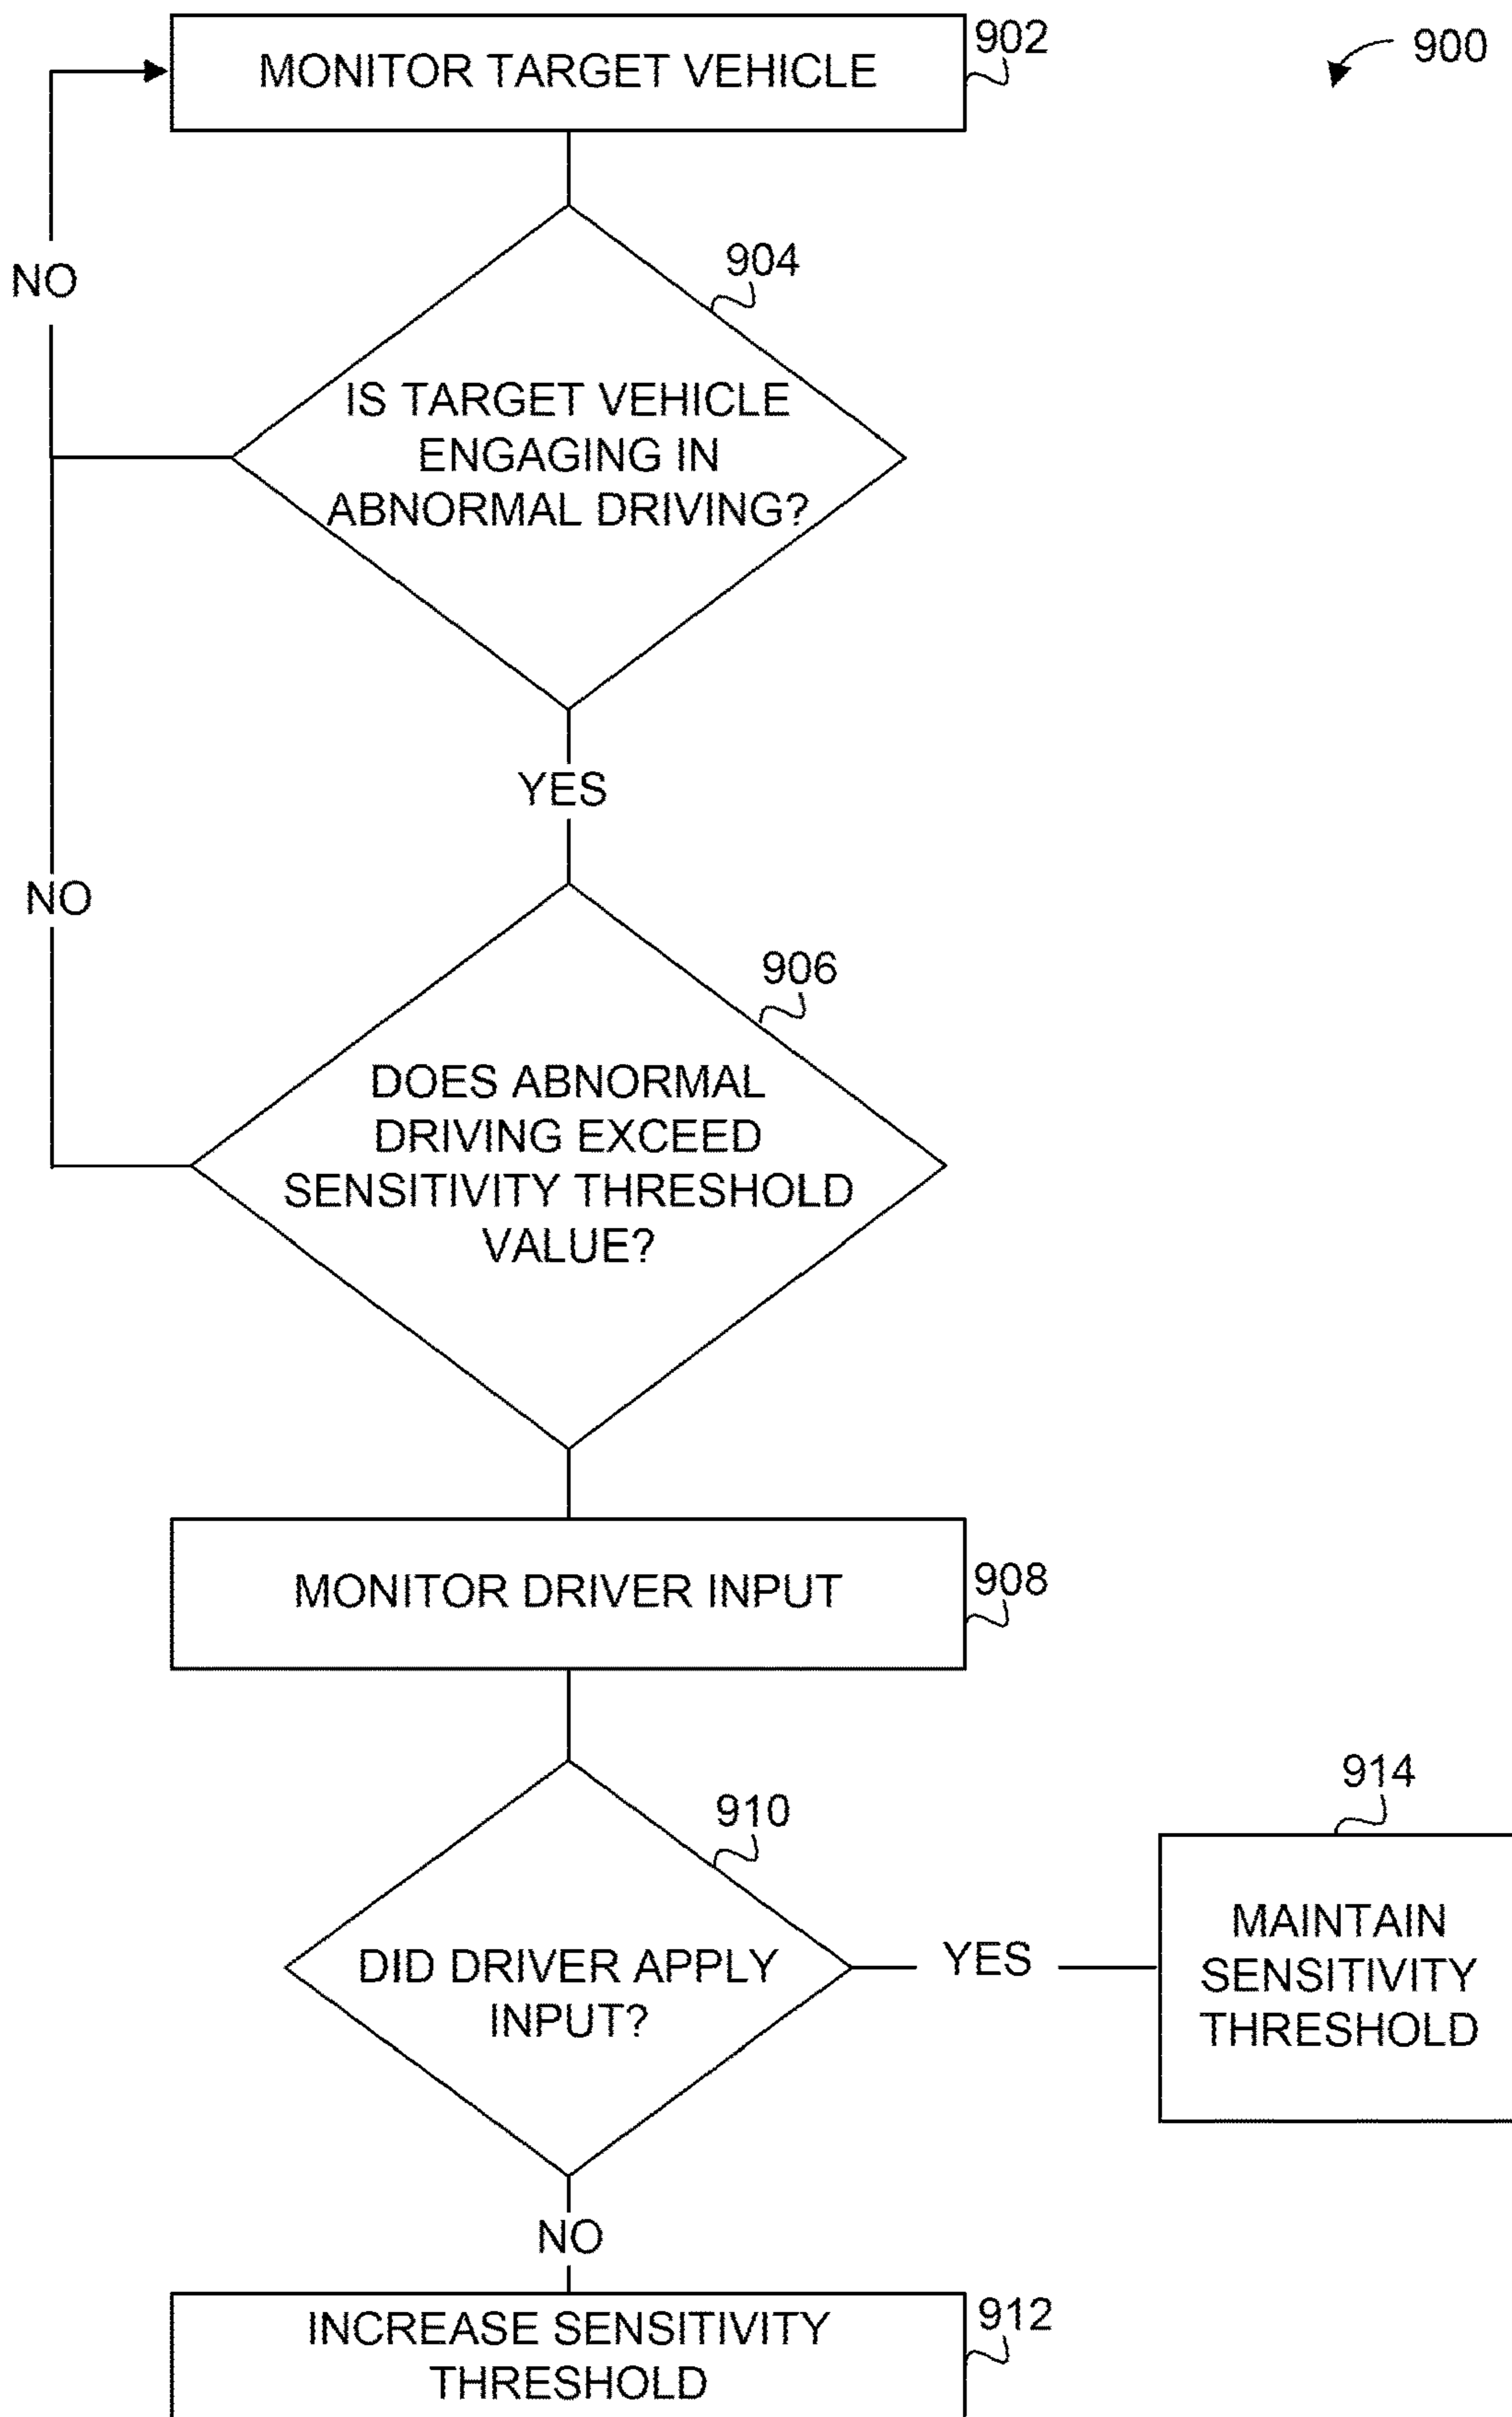 MONITOR TARGET VEHICLE
902
900
NO
904
IS TARGET VEHICLE
ENGAGING IN
ABNORMAL DRIVING?
YES
NO
906
DOES ABNORMAL
DRIVING EXCEED
SENSITIVITY THRESHOLD
VALUE?
MONITOR DRIVER INPUT
908
910
DID DRIVER APPLY
INPUT?
YES
914
MAINTAIN
SENSITIVITY
THRESHOLD
NO
INCREASE SENSITIVITY
THRESHOLD
912